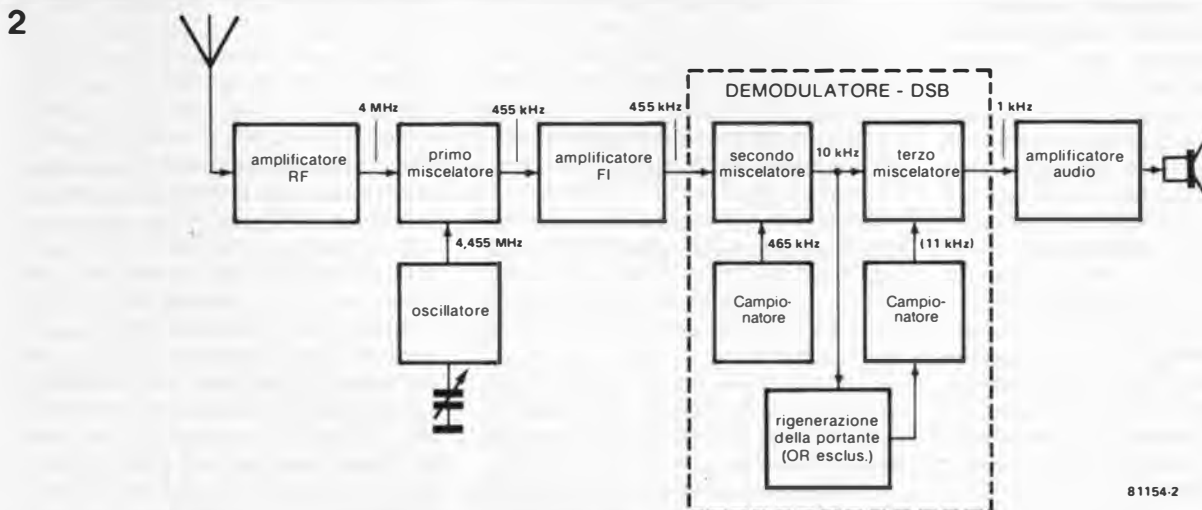 2
DEMODULATORE - DSB
4 MHz
455 kHz
455 kHz
10 kHz
1 kHz
amplificatore
RF
primo
miscelatore
amplificatore
FI
secondo
miscelatore
terzo
miscelatore
amplificatore
audio
4,455 MHz
465 kHz
(11 kHz)
oscillatore
Campio-
natore
Campio-
natore
rigenerazione
della portante
(OR esclus.)
81154-2